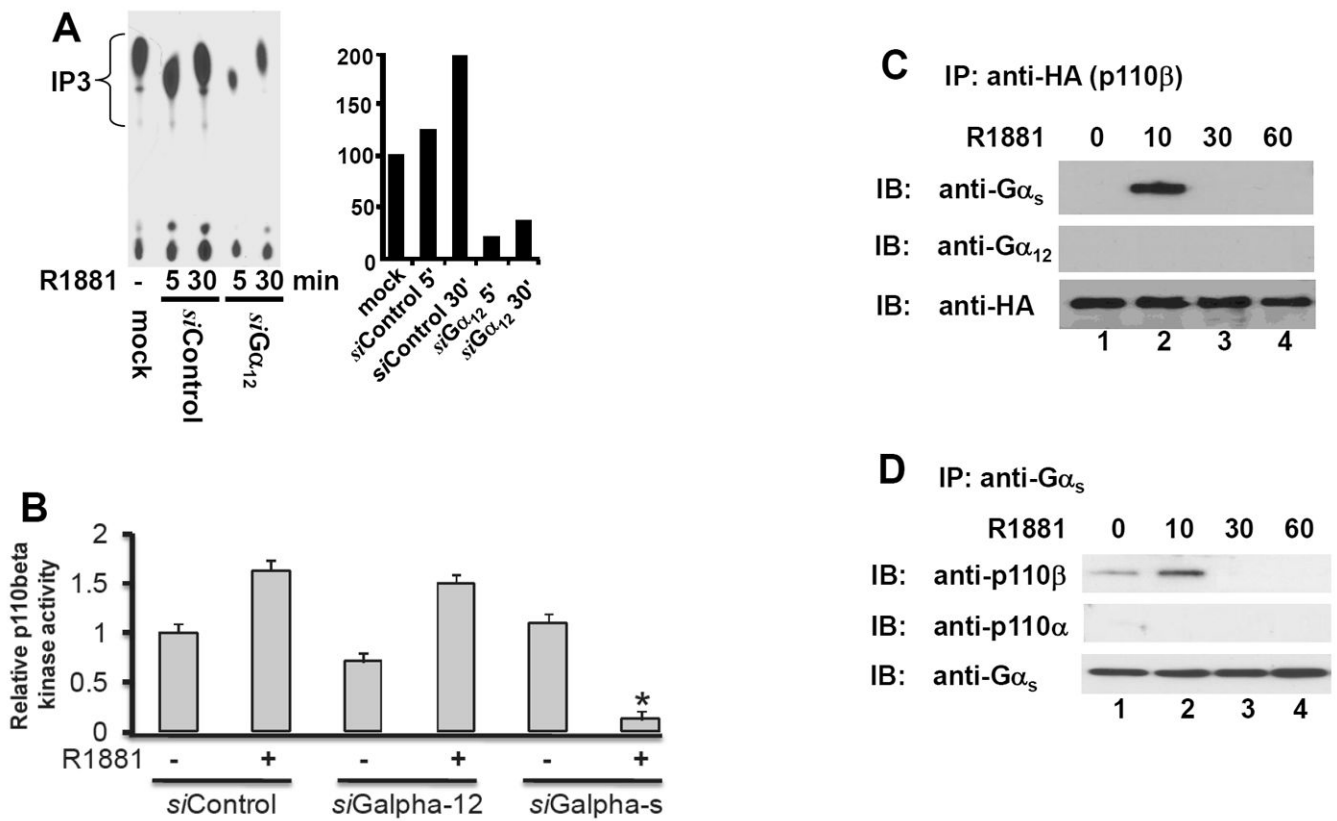 A
IP3
R1881 - 5 30 5 30 min
mock
siControl
siGα12
200
150
100
50
0
mock
siControl 5'
siControl 30'
siGα12 5'
siGα12 30'
B
Relative p110beta
kinase activity
2
1.5
1
0.5
0
*
R1881 - + - + - +
siControl siGalpha-12 siGalpha-s
C IP: anti-HA (p110β)
R1881 0 10 30 60
IB: anti-Gαs
IB: anti-Gα12
IB: anti-HA
1 2 3 4
D IP: anti-Gαs
R1881 0 10 30 60
IB: anti-p110β
IB: anti-p110α
IB: anti-Gαs
1 2 3 4